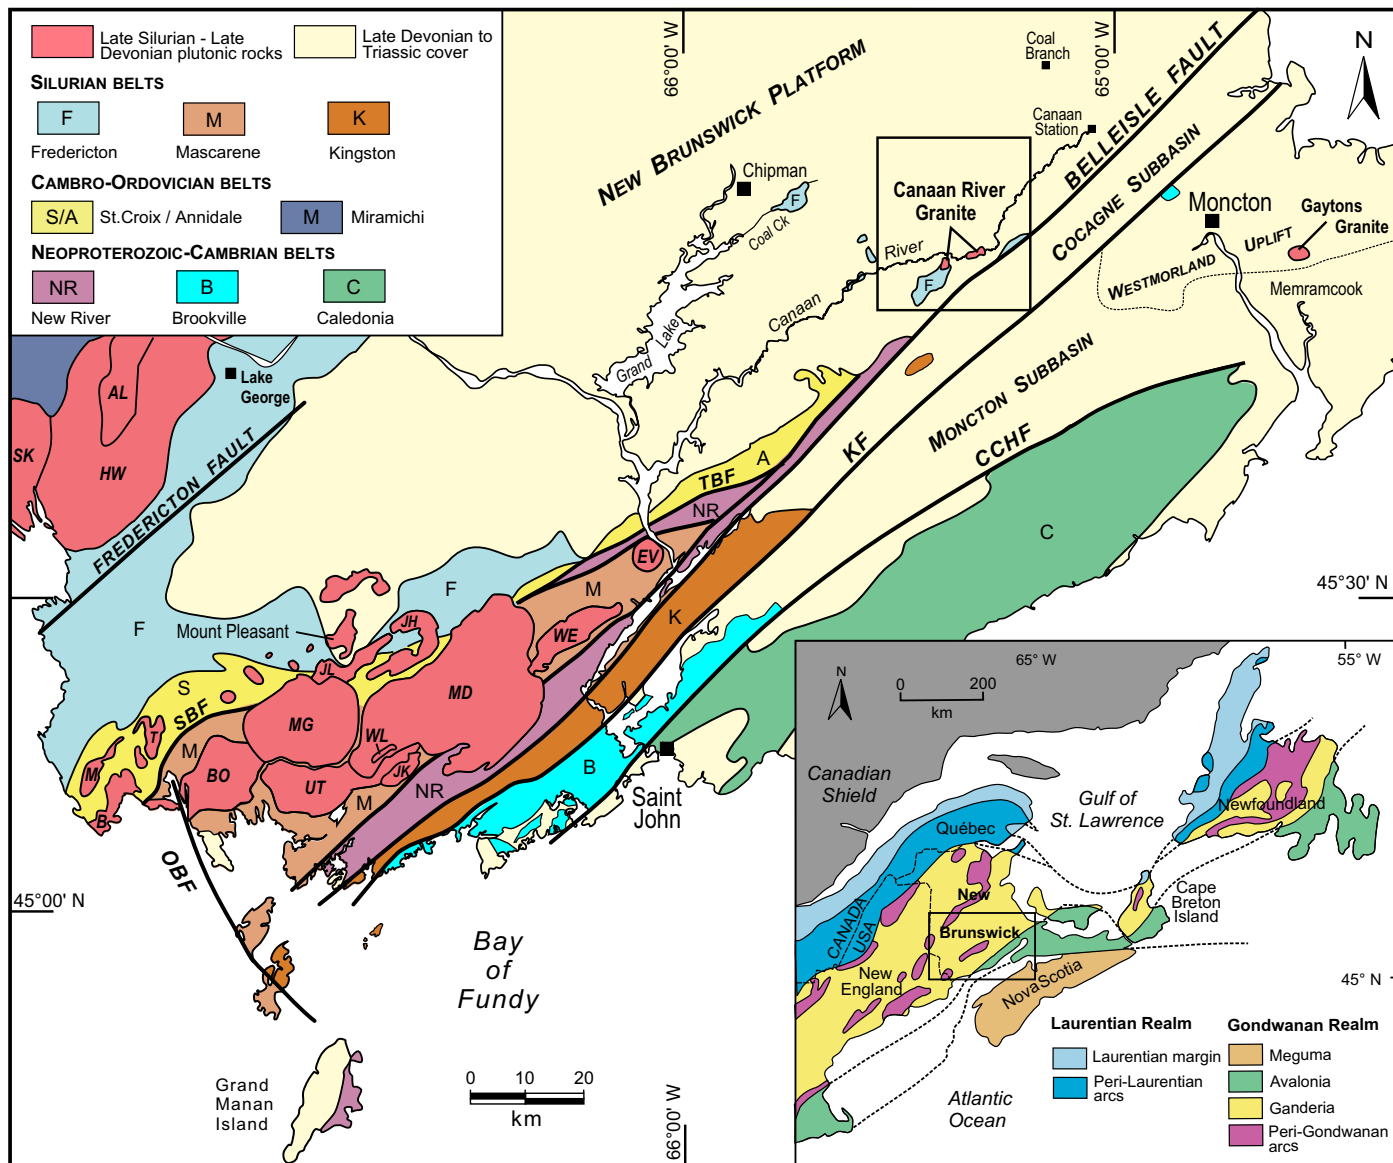 Late Silurian - Late
Devonian plutonic rocks
Late Devonian to
Triassic cover
SILURIAN BELTS
F
M
K
Fredericton
Mascarene
Kingston
CAMBRO-ORDOVICIAN BELTS
S/A
St.Croix / Annidale
M
Miramichi
NEOPROTEROZOIC-CAMBRIAN BELTS
NR
B
C
New River
Brookville
Caledonia
66°00' W
65°00' W
N
Coal
Branch
Canaan
Station
NEW BRUNSWICK PLATFORM
BELLEISLE FAULT
COCAGNE SUBBASIN
Chipman
F
Coal Ck
Canaan River
Granite
River
F
Canaan
Grand Lake
Moncton
Gaytons
Granite
WESTMORLAND UPLIFT
Memramcook
MONCTON SUBBASIN
KF
CCHF
AL
Lake
George
SK
HW
FREDERICTON FAULT
A
TBF
NR
C
EV
F
M
K
45°30' N
F
Mount Pleasant
JH
WE
JL
S
SBF
MD
MG
T
M
WL
M
BO
UT
JK
M
NR
B
B
Saint
John
OBF
45°00' N
Bay
of
Fundy
Grand
Manan
Island
0 10 20
km
66°00' W
N
0 200
km
65° W
55° W
Canadian
Shield
Gulf of
St. Lawrence
Newfoundland
Québec
CANADA
USA
New
Brunswick
Cape
Breton
Island
New
England
Nova Scotia
45° N
Atlantic
Ocean
Laurentian Realm
Laurentian margin
Peri-Laurentian
arcs
Gondwanan Realm
Meguma
Avalonia
Ganderia
Peri-Gondwanan
arcs